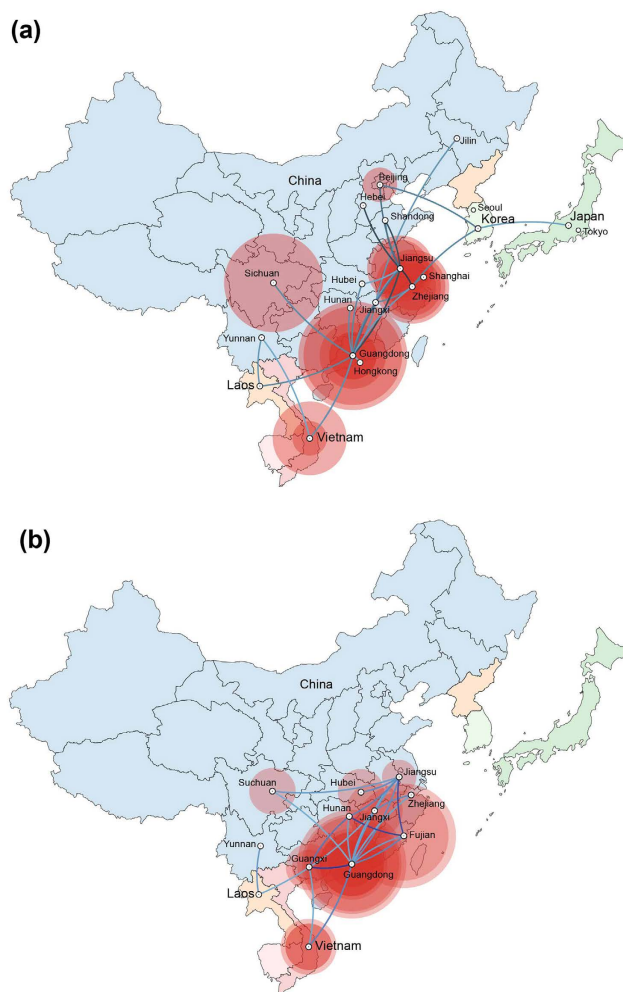 (a)
Jilin
Beijing
China
Hebei
Seoul
Shandong
Korea
Japan
Tokyo
Jiangsu
Shanghai
Sichuan
Hubei
Zhejiang
Hunan
Jiangxi
Yunnan
Guangdong
Hongkong
Laos
Vietnam
(b)
China
Jiangsu
Suchuan
Hubei
Zhejiang
Hunan
Jiangxi
Fujian
Yunnan
Guangxi
Guangdong
Laos
Vietnam